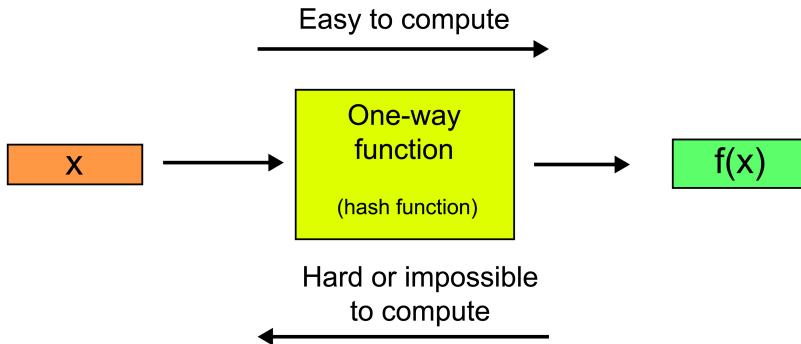 Easy to compute
One-way
function
(hash function)
x
f(x)
Hard or impossible
to compute